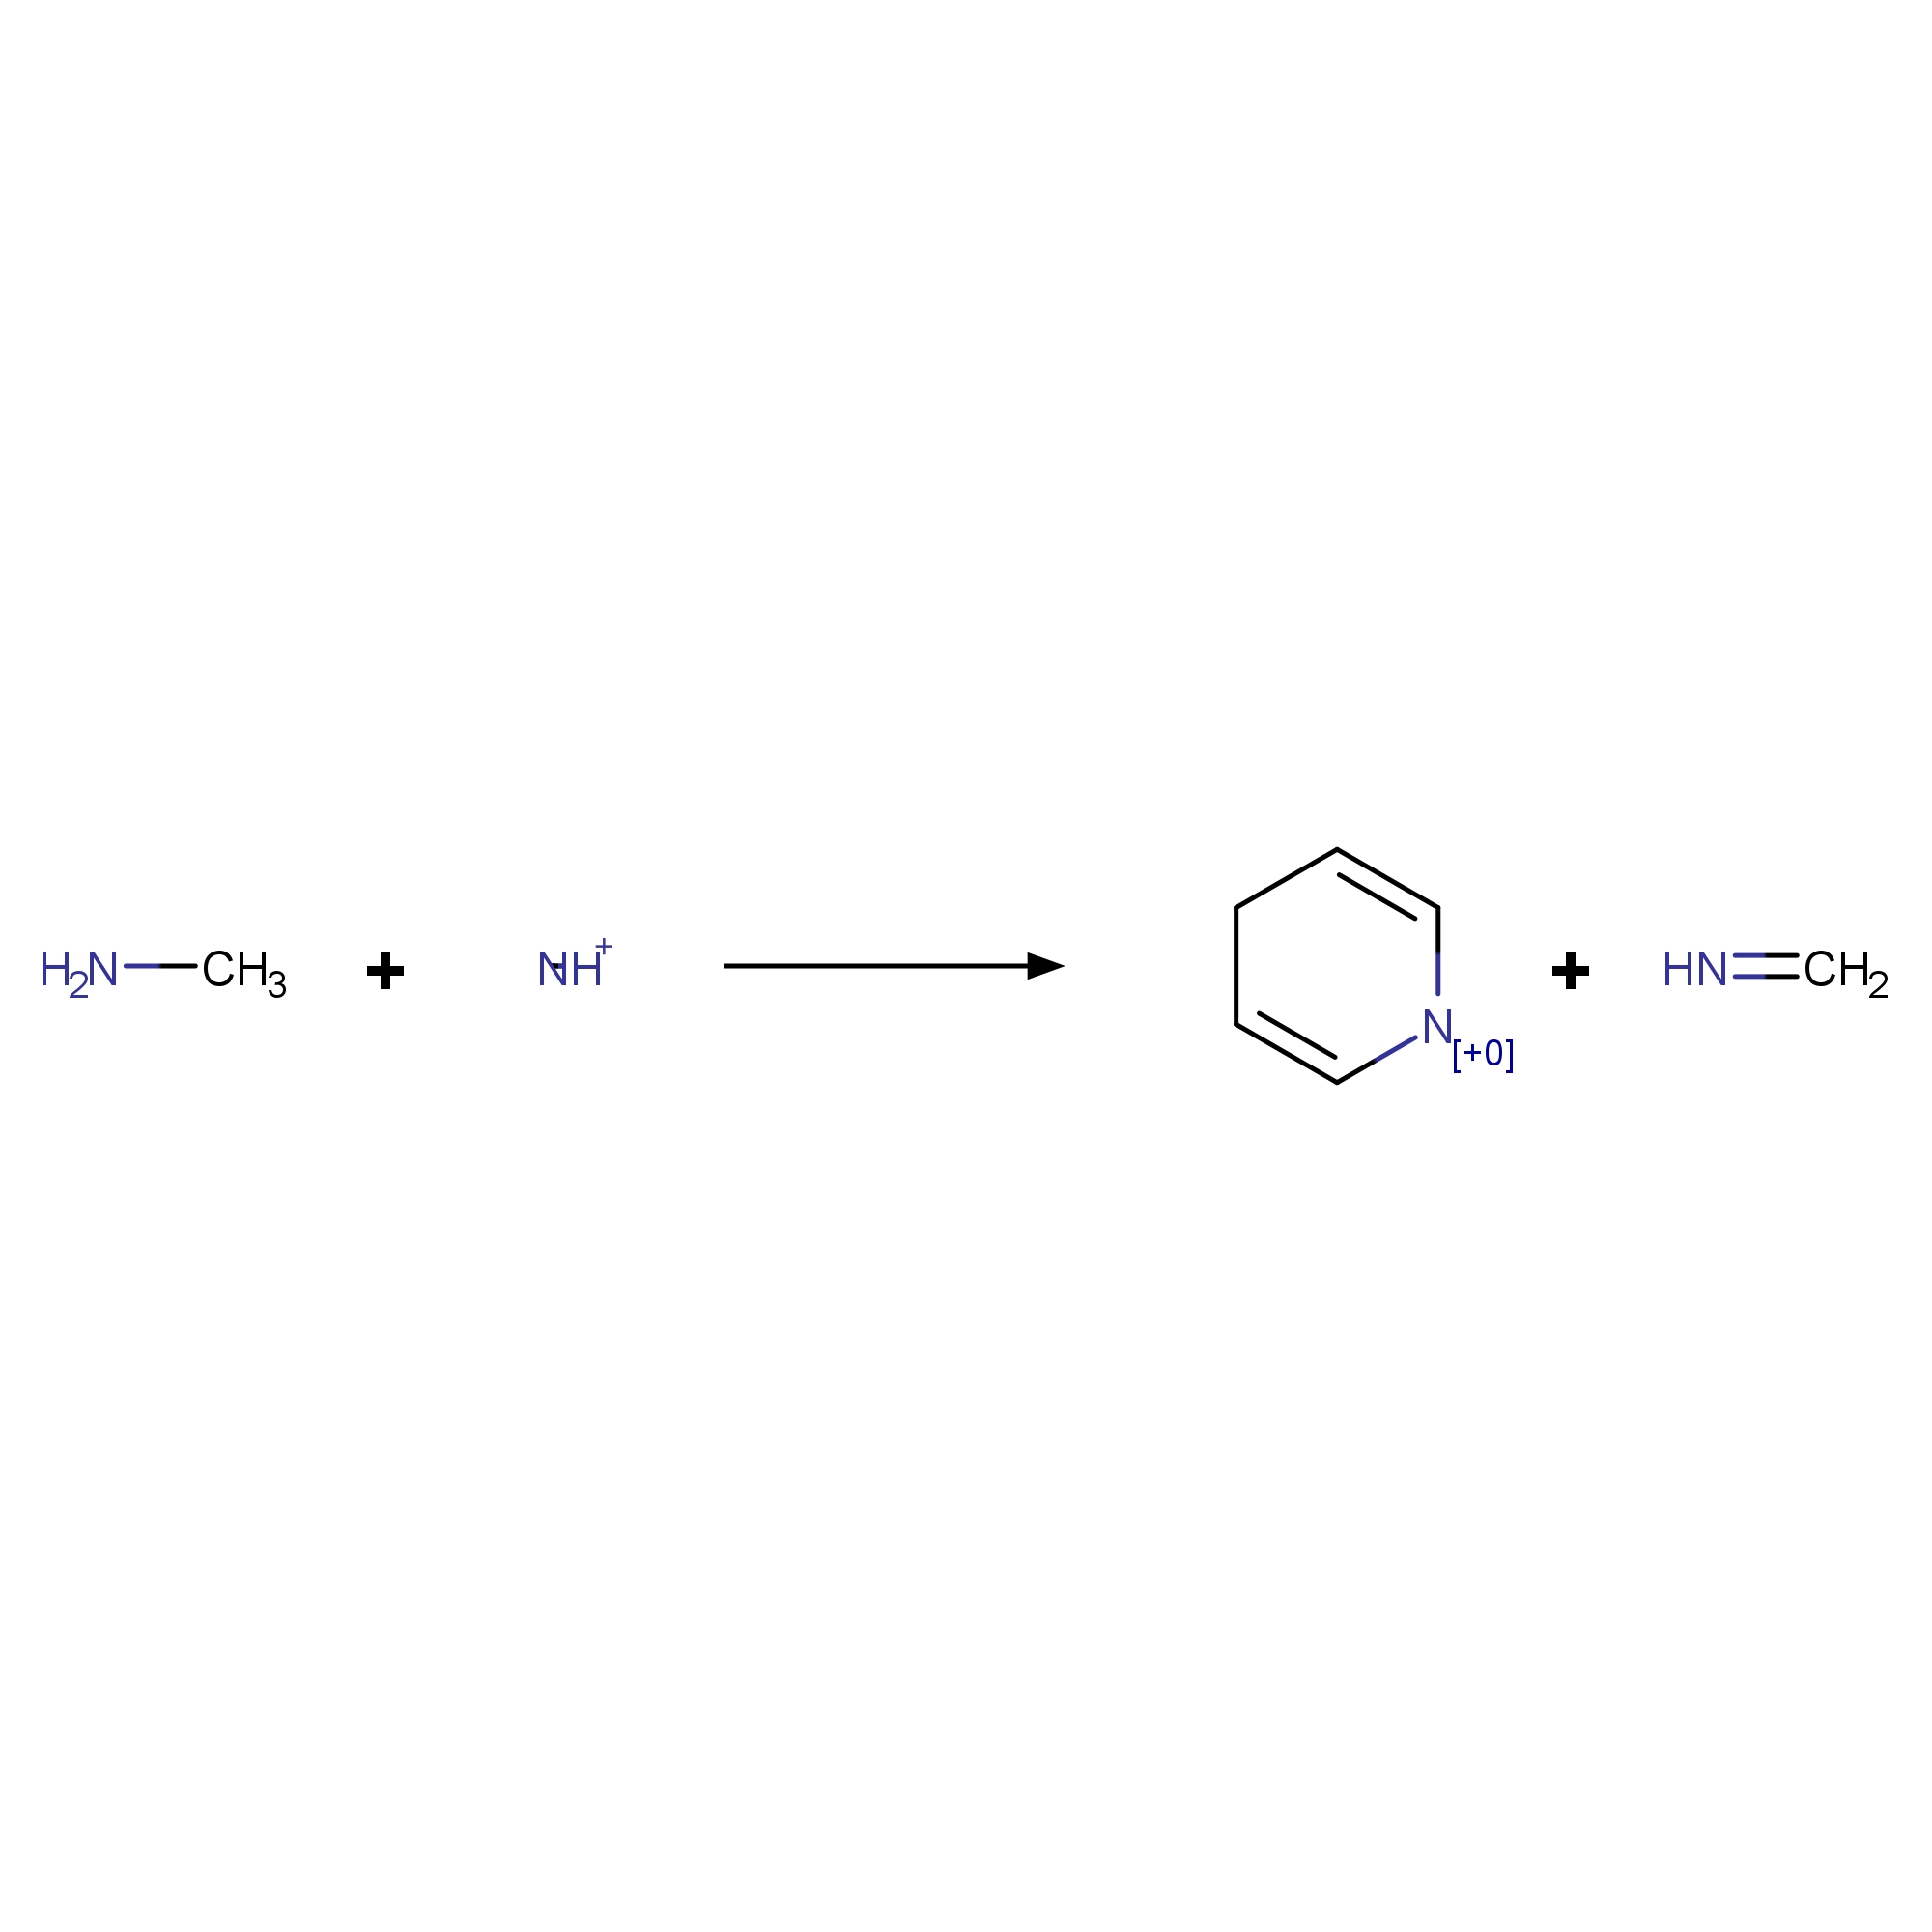 H2N CH3 + NH+ N[+0] + HN CH2